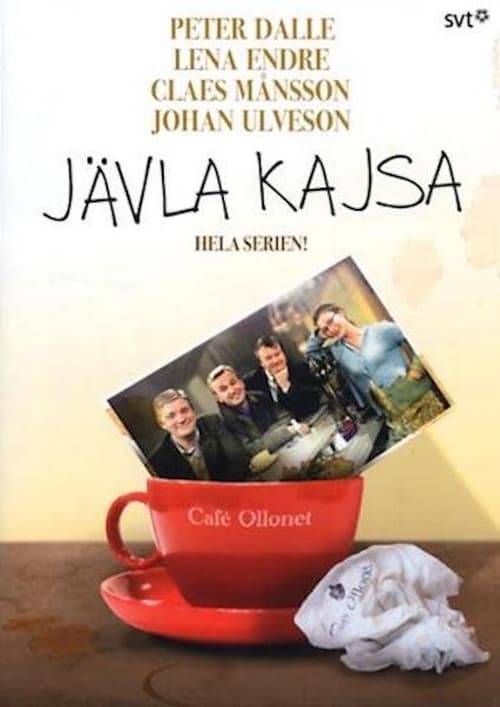 svt
PETER DALLE
LENA ENDRE
CLAES MÅNSSON
JOHAN ULVESON
JÄVLA KAJSA
HELA SERIEN!
Café Ollonet